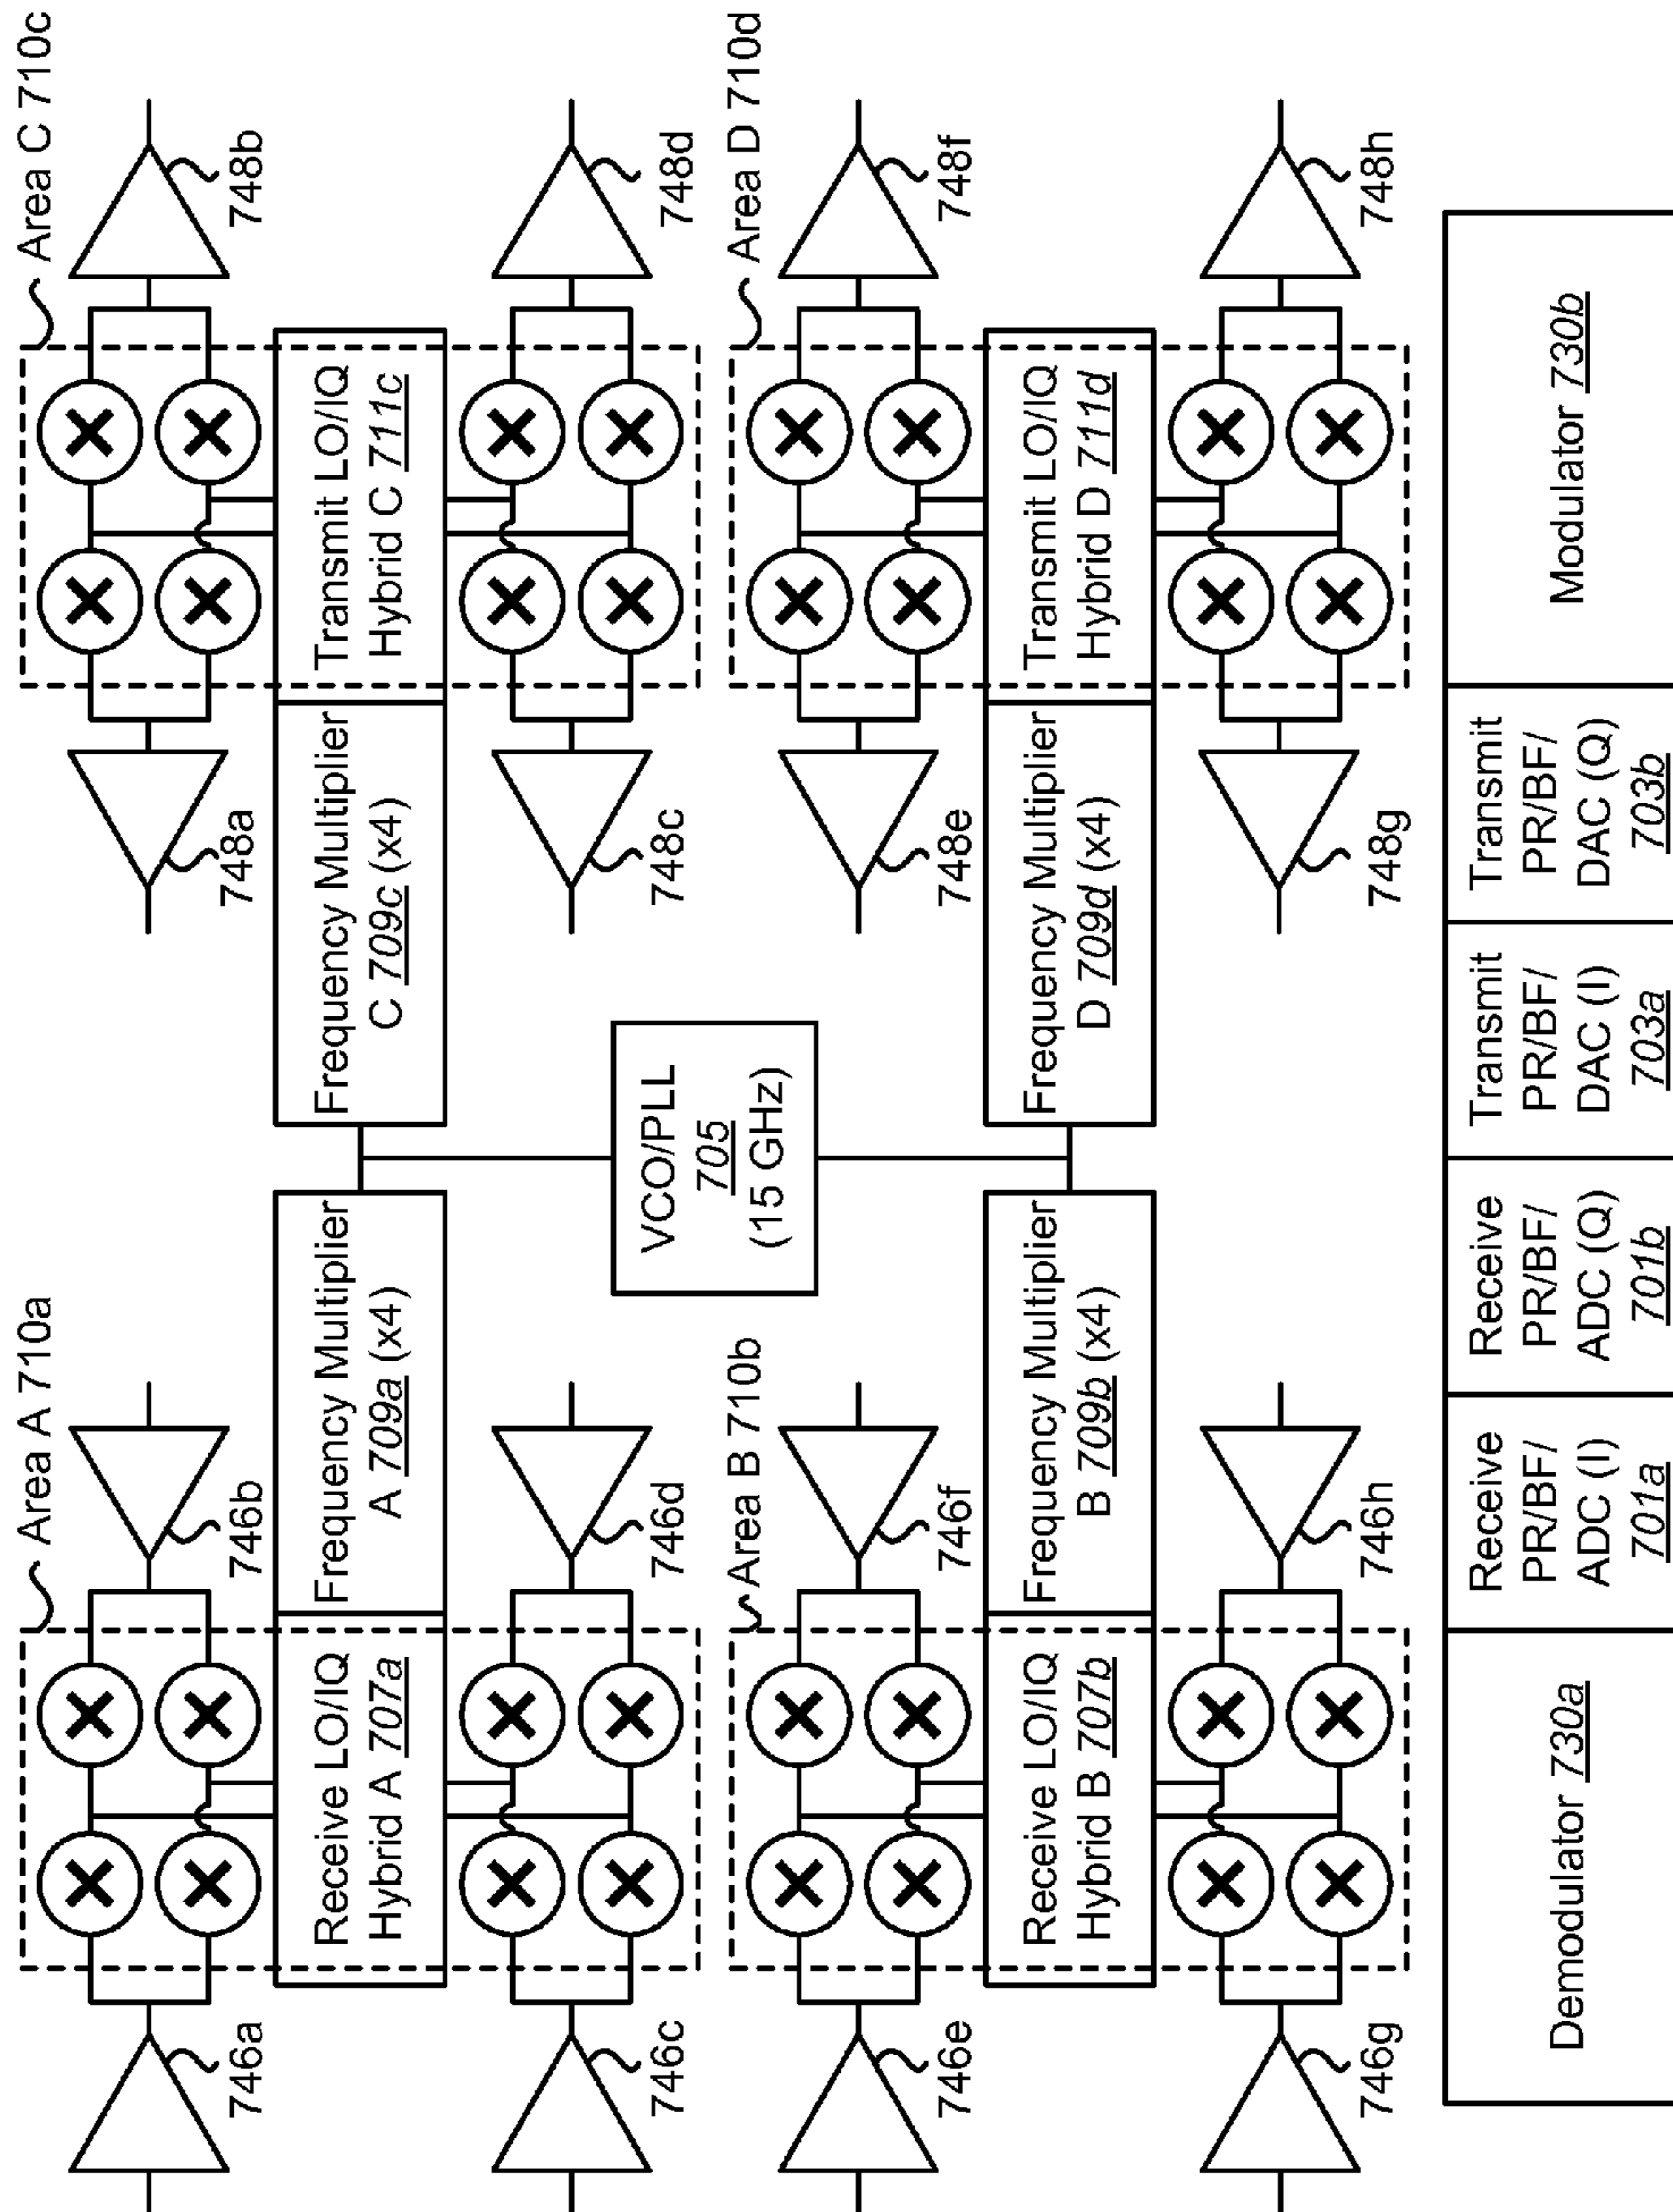 Area A 710a
Area C 710c
746a
746b
748a
748b
Receive LO/IQ
Hybrid A 707a
Frequency Multiplier
A 709a (x4)
Frequency Multiplier
C 709c (x4)
Transmit LO/IQ
Hybrid C 711c
746c
746d
748c
748d
VCO/PLL
705
(15 GHz)
Area B 710b
Area D 710d
746e
746f
748e
748f
Receive LO/IQ
Hybrid B 707b
Frequency Multiplier
B 709b (x4)
Frequency Multiplier
D 709d (x4)
Transmit LO/IQ
Hybrid D 711d
746g
746h
748g
748h
Demodulator 730a
Receive
PR/BF/
ADC (I)
701a
Receive
PR/BF/
ADC (Q)
701b
Transmit
PR/BF/
DAC (I)
703a
Transmit
PR/BF/
DAC (Q)
703b
Modulator 730b